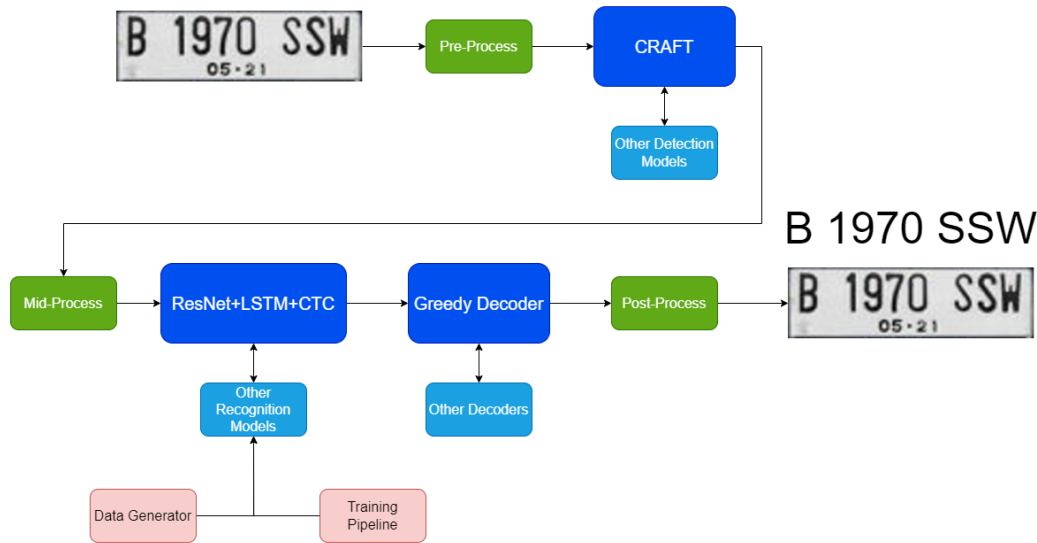 B 1970 SSW
05·21
Pre-Process
CRAFT
Other Detection
Models
B 1970 SSW
Mid-Process
ResNet+LSTM+CTC
Greedy Decoder
Post-Process
B 1970 SSW
05·21
Other
Recognition
Models
Other Decoders
Data Generator
Training
Pipeline